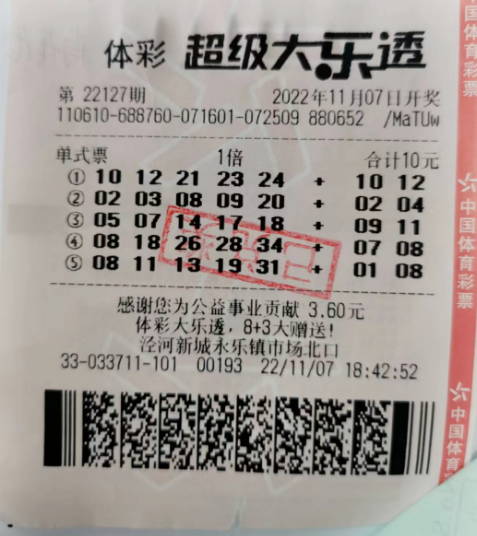 体彩 超级大乐透
第 22127期 2022年11月07日开奖
110610-688760-071601-072509 880652 /MaTUw
单式票 1倍 合计10元
① 10 12 21 23 24 + 10 12
② 02 03 08 09 20 + 02 04
③ 05 07 14 17 18 + 09 11
④ 08 18 26 28 34 + 07 08
⑤ 08 11 13 19 31 + 01 08
感谢您为公益事业贡献 3.60元
体彩大乐透，8+3大赠送!
泾河新城永乐镇市场北口
33-033711-101 00193 22/11/07 18:42:52
国体育彩票
中国体育彩票
中国体育